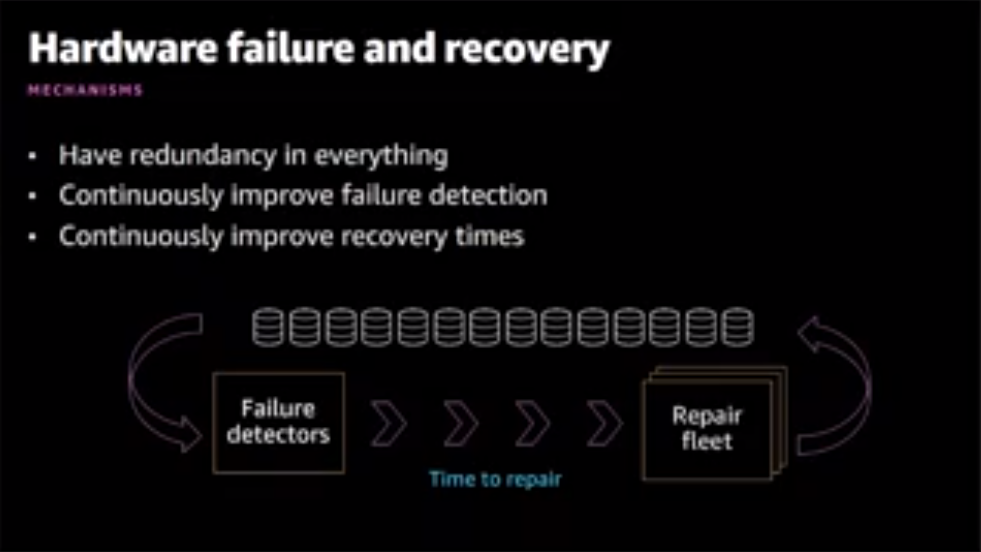 Hardware failure and recovery
MECHANISMS
• Have redundancy in everything
• Continuously improve failure detection
• Continuously improve recovery times
Failure
detectors
Repair
fleet
Time to repair